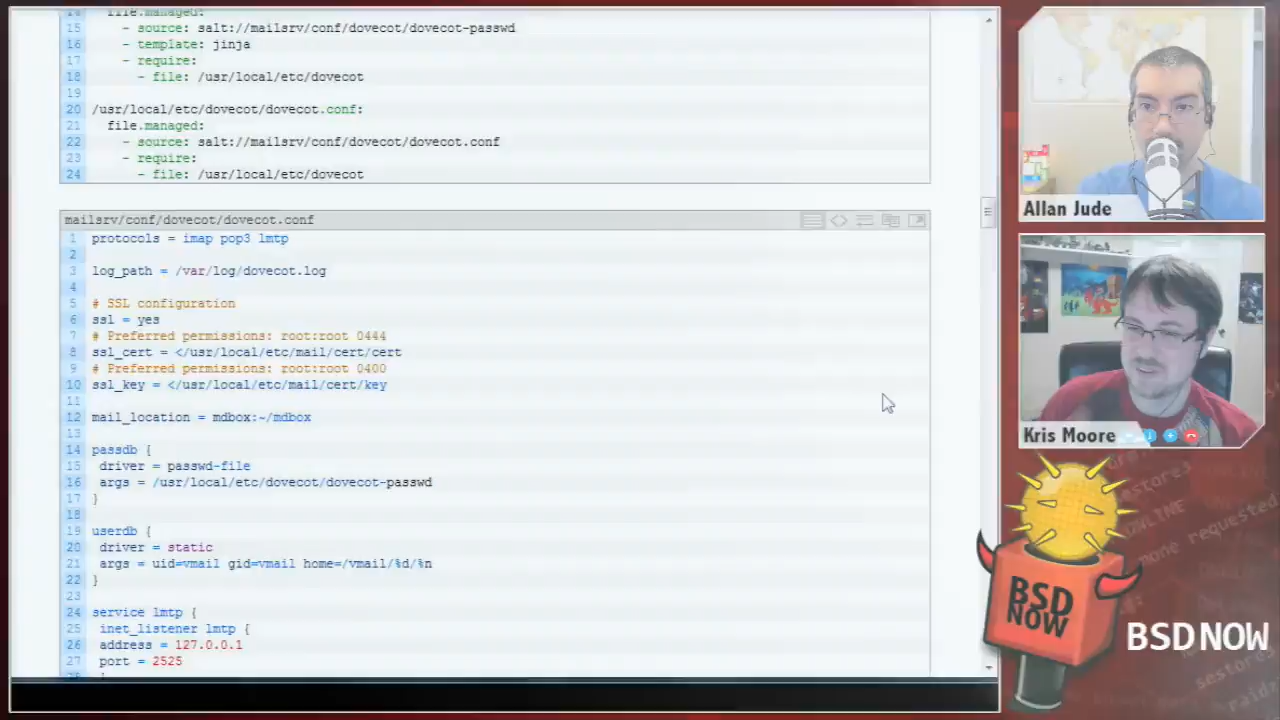 14 file.managed:
15 - source: salt://mailsrv/conf/dovecot/dovecot-passwd
16 - template: jinja
17 - require:
18 - file: /usr/local/etc/dovecot
19
20 /usr/local/etc/dovecot/dovecot.conf:
21 file.managed:
22 - source: salt://mailsrv/conf/dovecot/dovecot.conf
23 - require:
24 - file: /usr/local/etc/dovecot
mailsrv/conf/dovecot/dovecot.conf
1 protocols = imap pop3 lmtp
2
3 log_path = /var/log/dovecot.log
4
5 # SSL configuration
6 ssl = yes
7 # Preferred permissions: root:root 0444
8 ssl_cert = </usr/local/etc/mail/cert/cert
9 # Preferred permissions: root:root 0400
10 ssl_key = </usr/local/etc/mail/cert/key
11
12 mail_location = mdbox:~/mdbox
13
14 passdb {
15 driver = passwd-file
16 args = /usr/local/etc/dovecot/dovecot-passwd
17 }
18
19 userdb {
20 driver = static
21 args = uid=vmail gid=vmail home=/vmail/%d/%n
22 }
23
24 service lmtp {
25 inet_listener lmtp {
26 address = 127.0.0.1
27 port = 2525
Allan Jude
Kris Moore
BSD
NOW
BSD NOW
requested